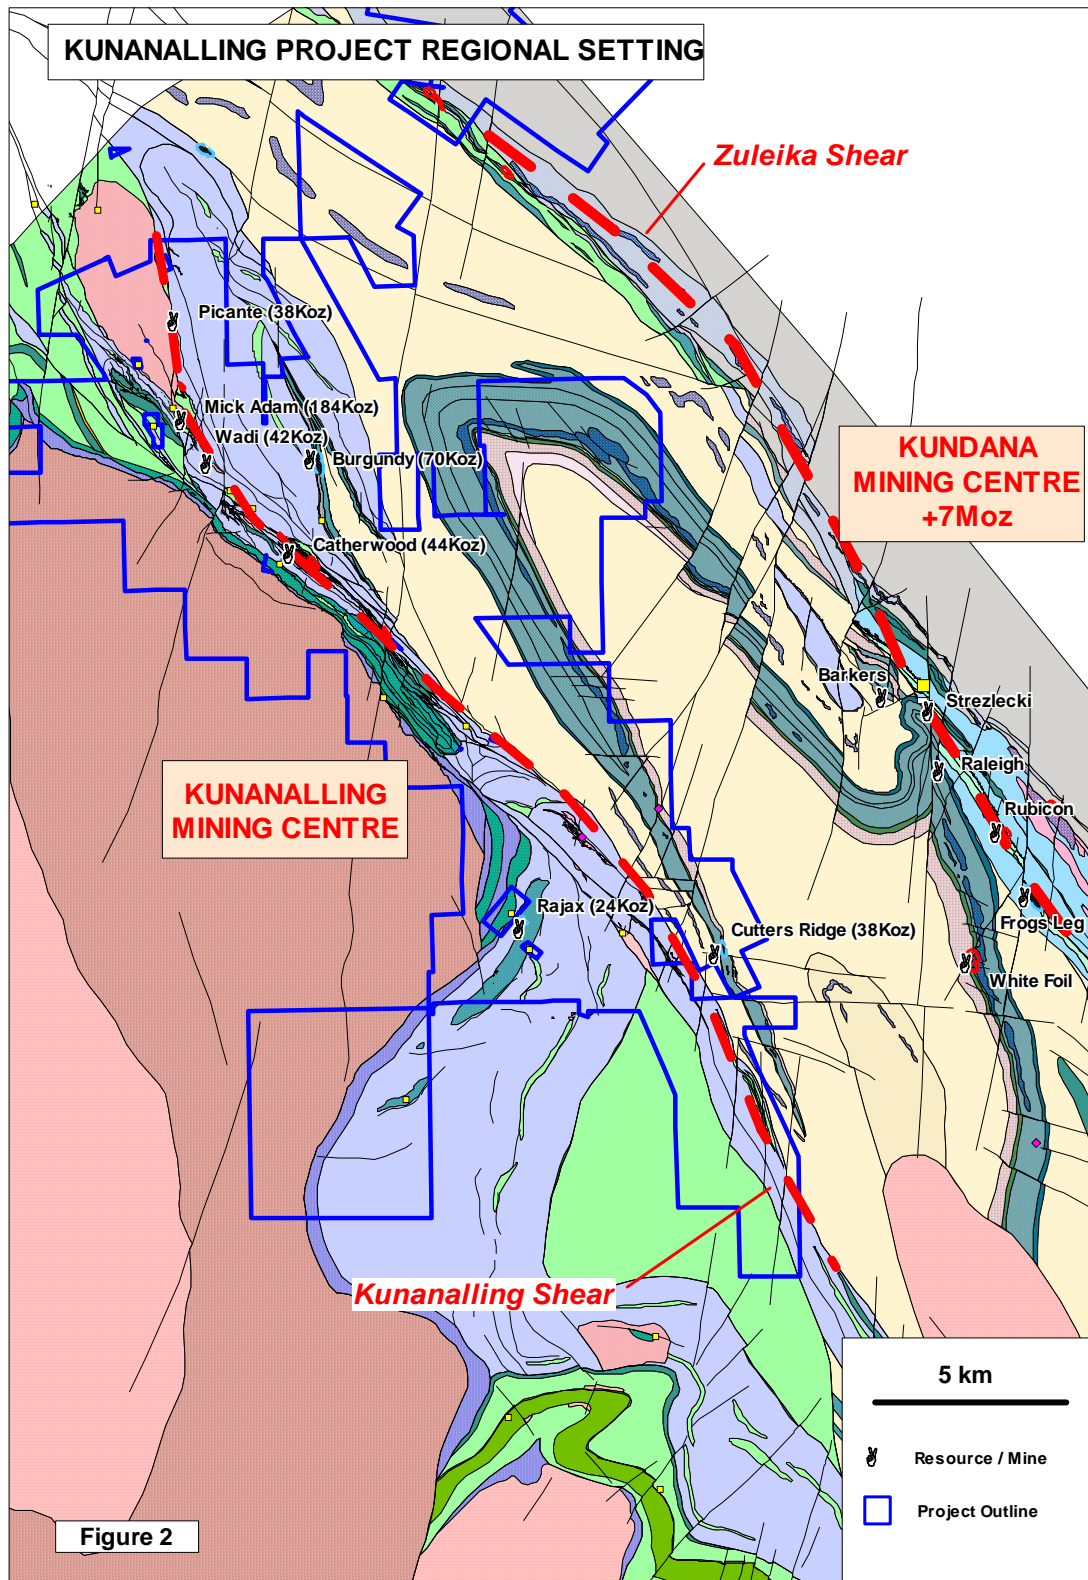 KUNANALLING PROJECT REGIONAL SETTING
Zuleika Shear
Picante (38Koz)
Mick Adam (184Koz)
Wadi (42Koz)
Burgundy (70Koz)
KUNDANA
MINING CENTRE
+7Moz
Catherwood (44Koz)
Barkers
Strezlecki
Raleigh
KUNANALLING
MINING CENTRE
Rubicon
Rajax (24Koz)
Frogs Leg
Cutters Ridge (38Koz)
White Foil
Kunanalling Shear
5 km
Resource / Mine
Project Outline
Figure 2